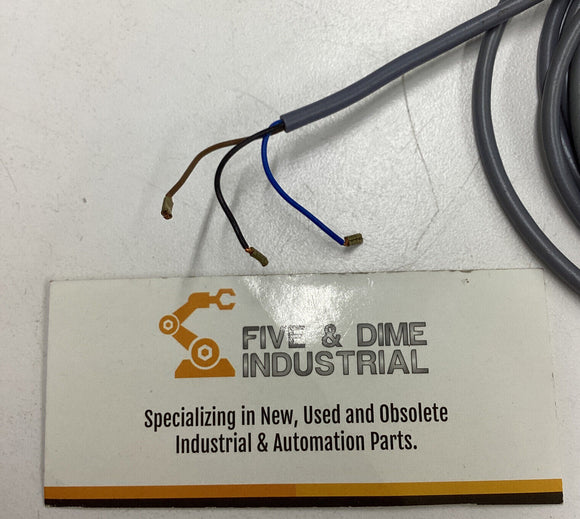 FIVE & DIME
INDUSTRIAL
Specializing in New, Used and Obsolete
Industrial & Automation Parts.